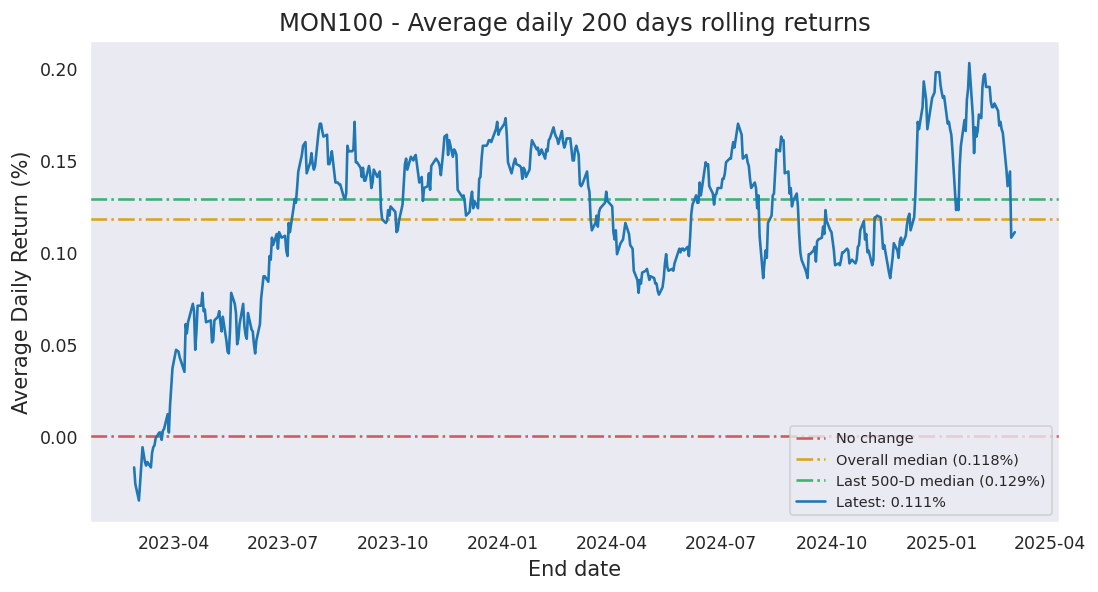 MON100 - Average daily 200 days rolling returns
Average Daily Return (%)
0.20
0.15
0.10
0.05
0.00
No change
Overall median (0.118%)
Last 500-D median (0.129%)
Latest: 0.111%
2023-04 2023-07 2023-10 2024-01 2024-04 2024-07 2024-10 2025-01 2025-04
End date